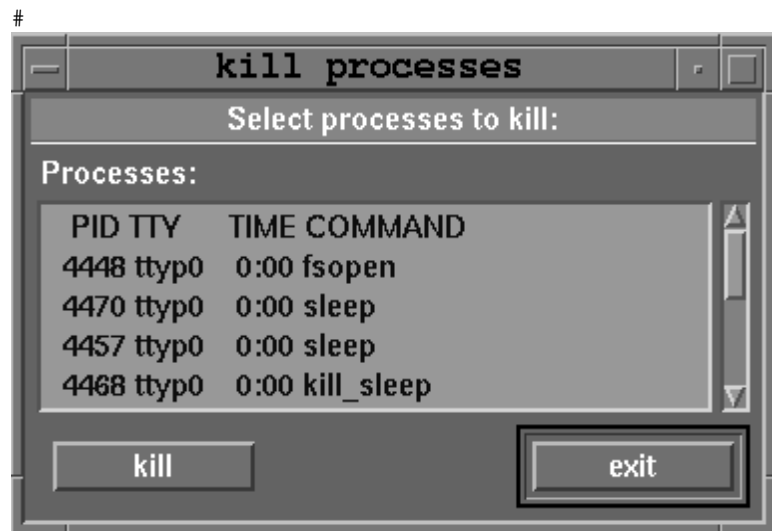 #
kill processes
Select processes to kill:
Processes:
PID TTY TIME COMMAND
4448 ttyp0 0:00 fsopen
4470 ttyp0 0:00 sleep
4457 ttyp0 0:00 sleep
4468 ttyp0 0:00 kill_sleep
kill exit